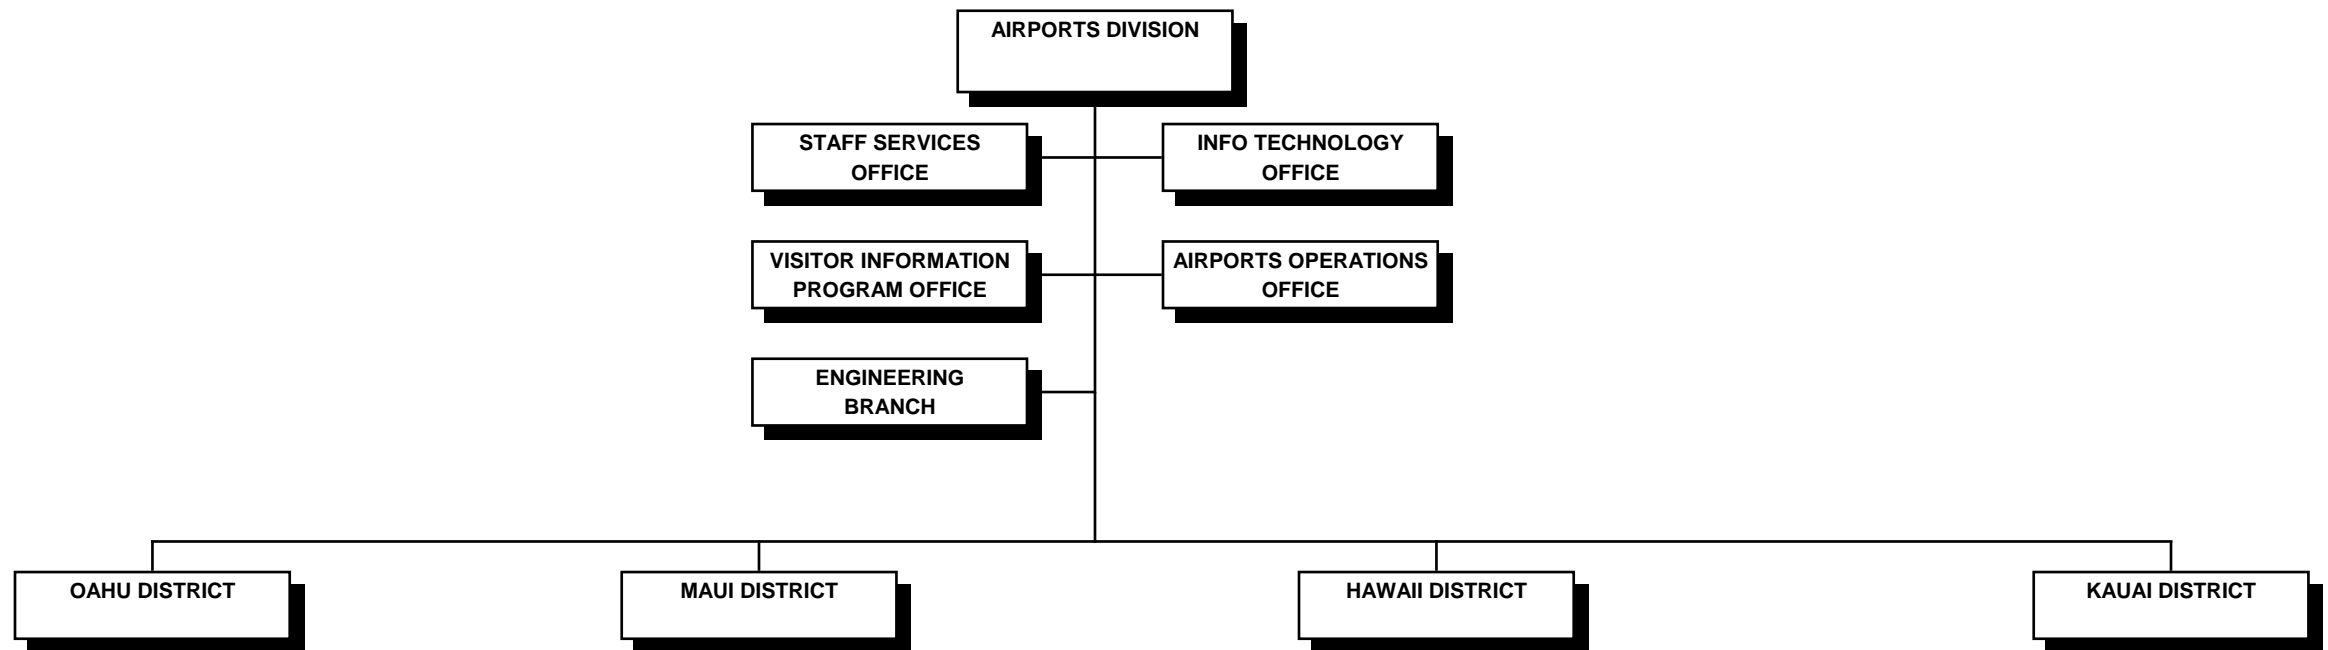 AIRPORTS DIVISION
STAFF SERVICES
OFFICE
INFO TECHNOLOGY
OFFICE
VISITOR INFORMATION
PROGRAM OFFICE
AIRPORTS OPERATIONS
OFFICE
ENGINEERING
BRANCH
OAHU DISTRICT
MAUI DISTRICT
HAWAII DISTRICT
KAUAI DISTRICT